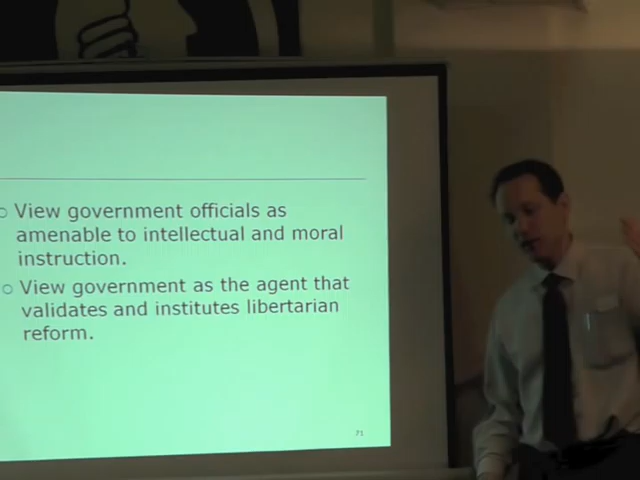 ○ View government officials as
amenable to intellectual and moral
instruction.
○ View government as the agent that
validates and institutes libertarian
reform.
71